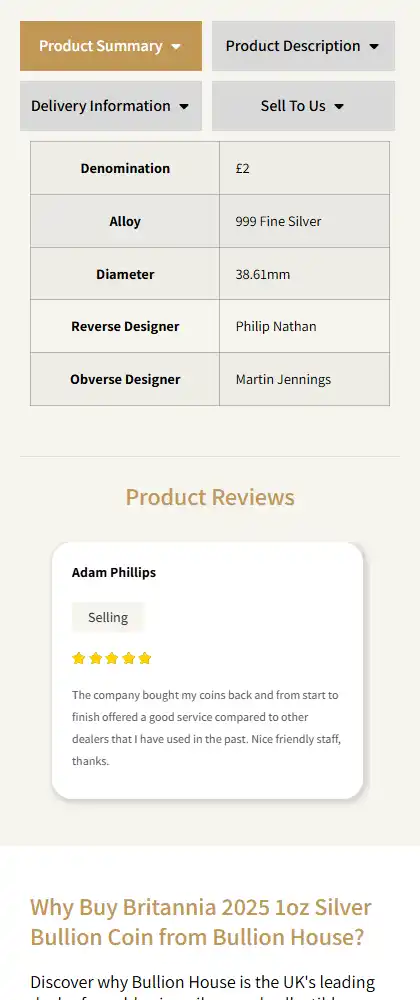 Product Summary
Product Description
Delivery Information
Sell To Us
Denomination £2
Alloy 999 Fine Silver
Diameter 38.61mm
Reverse Designer Philip Nathan
Obverse Designer Martin Jennings
Product Reviews
Adam Phillips
Selling
The company bought my coins back and from start to
finish offered a good service compared to other
dealers that I have used in the past. Nice friendly staff,
thanks.
Why Buy Britannia 2025 1oz Silver
Bullion Coin from Bullion House?
Discover why Bullion House is the UK's leading